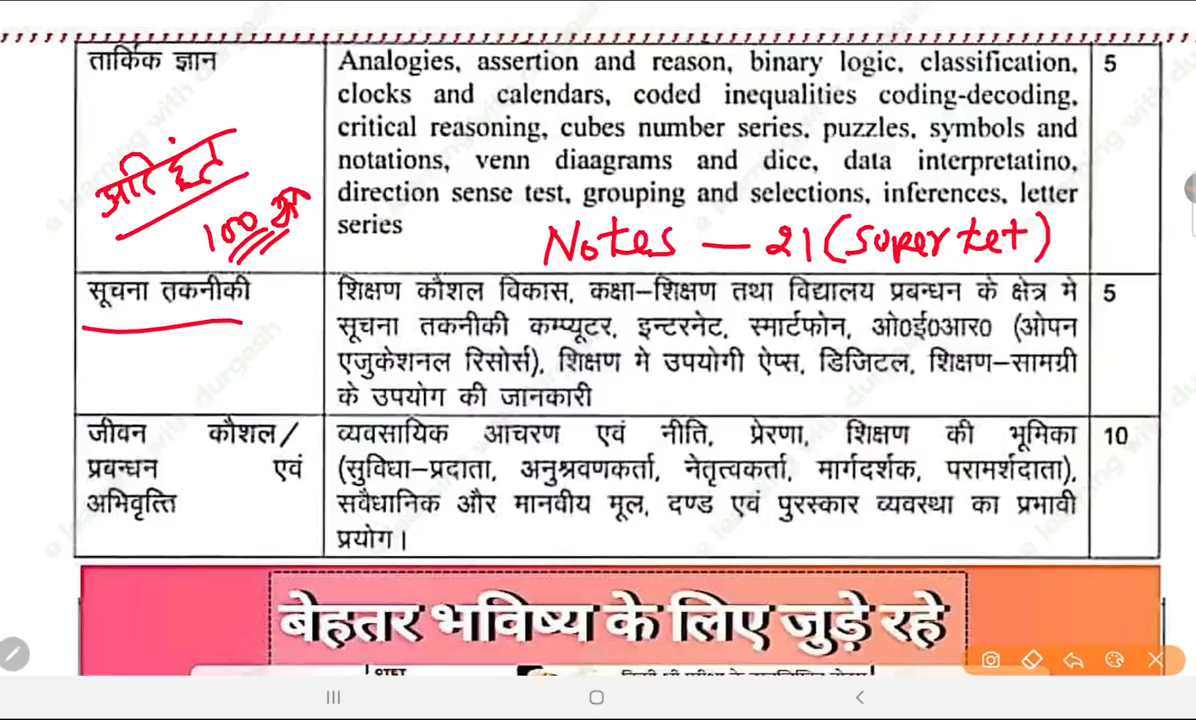 तार्किक ज्ञान
Analogies, assertion and reason, binary logic, classification,
clocks and calendars, coded inequalities coding-decoding,
critical reasoning, cubes number series, puzzles, symbols and
notations, venn diaagrams and dice, data interpretatino,
direction sense test, grouping and selections, inferences, letter
series
5
अरिहंत
Notes — 21 (super tet)
सूचना तकनीकी
शिक्षण कौशल विकास, कक्षा–शिक्षण तथा विद्यालय प्रबन्धन के क्षेत्र मे
सूचना तकनीकी कम्प्यूटर, इन्टरनेट, स्मार्टफोन, ओ0ई0आर0 (ओपन
एजुकेशनल रिसोर्स), शिक्षण मे उपयोगी ऐप्स, डिजिटल, शिक्षण–सामग्री
के उपयोग की जानकारी
5
जीवन कौशल/
प्रबन्धन एवं
अभिवृत्ति
व्यवसायिक आचरण एवं नीति, प्रेरणा, शिक्षण की भूमिका
(सुविधा–प्रदाता, अनुश्रवणकर्ता, नेतृत्वकर्ता, मार्गदर्शक, परामर्शदाता),
सवैधानिक और मानवीय मूल, दण्ड एवं पुरस्कार व्यवस्था का प्रभावी
प्रयोग।
10
बेहतर भविष्य के लिए जुड़े रहे
e learning with durgesh